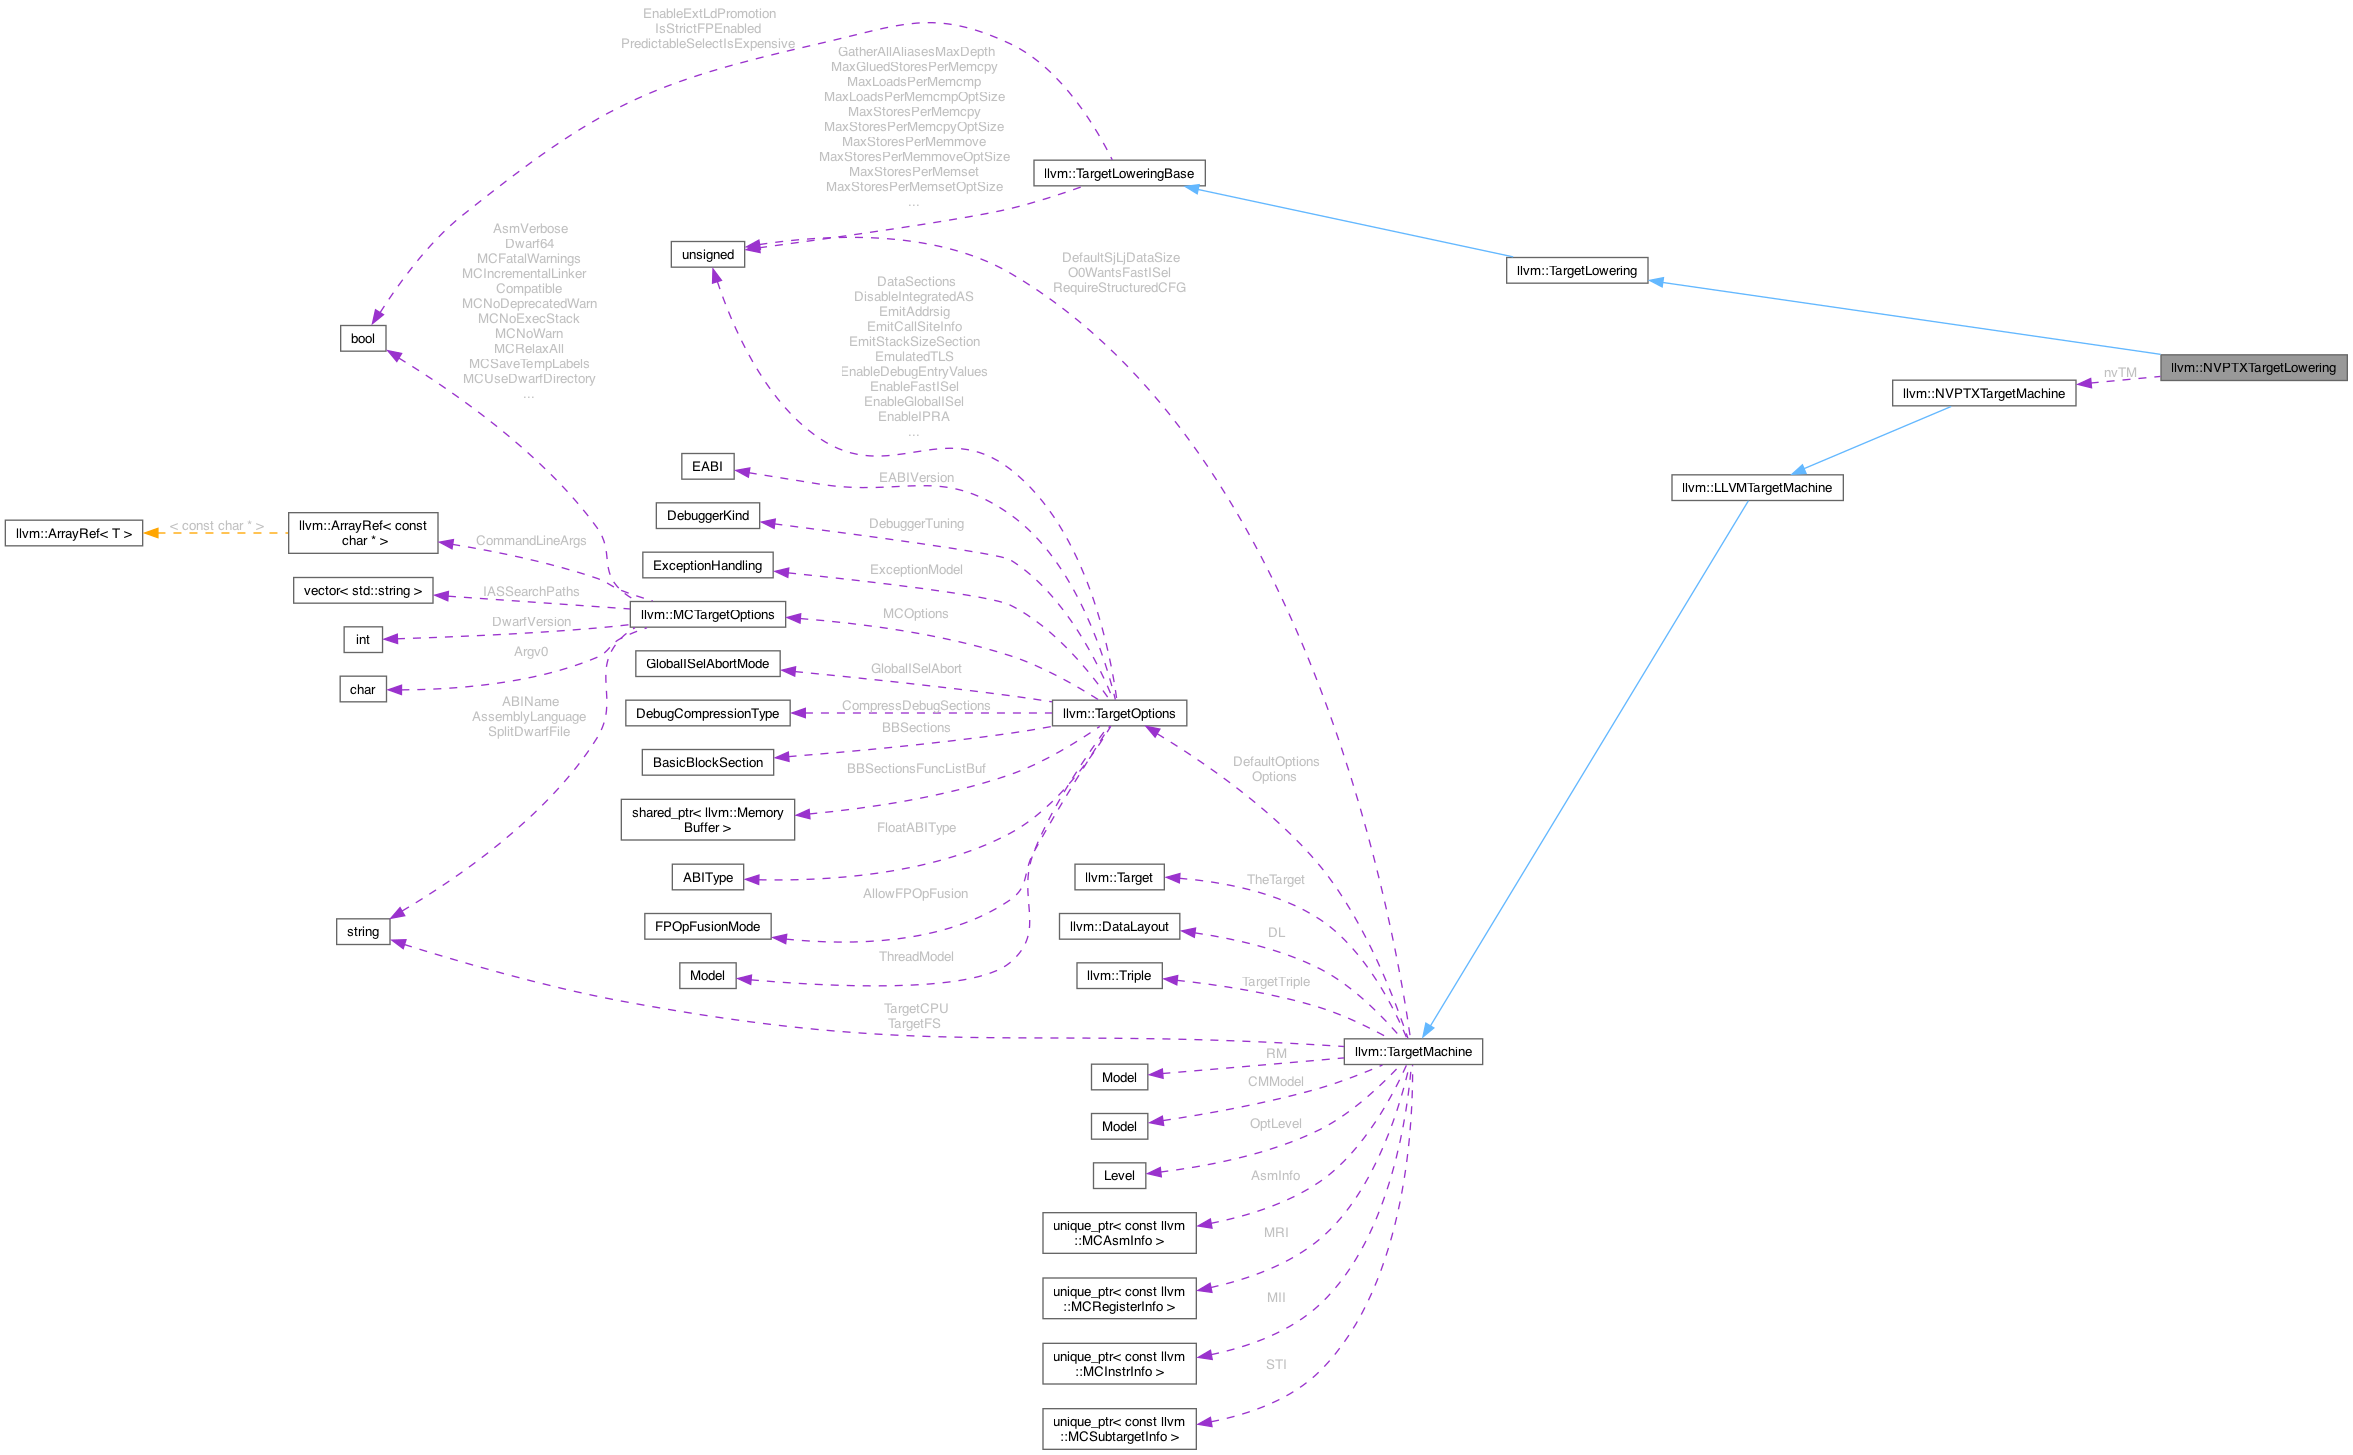 EnableExtLdPromotion
IsStrictFPEnabled
PredictableSelectIsExpensive
GatherAllAliasesMaxDepth
MaxGluedStoresPerMemcpy
MaxLoadsPerMemcmp
MaxLoadsPerMemcmpOptSize
MaxStoresPerMemcpy
MaxStoresPerMemcpyOptSize
MaxStoresPerMemmove
MaxStoresPerMemmoveOptSize
MaxStoresPerMemset
MaxStoresPerMemsetOptSize
...
llvm::TargetLoweringBase
AsmVerbose
Dwarf64
MCFatalWarnings
MCIncrementalLinker
Compatible
MCNoDeprecatedWarn
MCNoExecStack
MCNoWarn
MCRelaxAll
MCSaveTempLabels
MCUseDwarfDirectory
...
unsigned
DefaultSjLjDataSize
O0WantsFastISel
RequireStructuredCFG
llvm::TargetLowering
DataSections
DisableIntegratedAS
EmitAddrsig
EmitCallSiteInfo
EmitStackSizeSection
EmulatedTLS
EnableDebugEntryValues
EnableFastISel
EnableGlobalISel
EnableIPRA
...
bool
llvm::NVPTXTargetLowering
nvTM
llvm::NVPTXTargetMachine
EABI
EABIVersion
llvm::LLVMTargetMachine
DebuggerKind
DebuggerTuning
llvm::ArrayRef< T >
< const char * >
llvm::ArrayRef< const
char * >
CommandLineArgs
ExceptionHandling
ExceptionModel
vector< std::string >
IASSearchPaths
llvm::MCTargetOptions
MCOptions
int
DwarfVersion
char
Argv0
GlobalISelAbortMode
GlobalISelAbort
ABIName
AssemblyLanguage
SplitDwarfFile
DebugCompressionType
CompressDebugSections
llvm::TargetOptions
BasicBlockSection
BBSections
DefaultOptions
Options
shared_ptr< llvm::Memory
Buffer >
BBSectionsFuncListBuf
ABIType
FloatABIType
llvm::Target
TheTarget
FPOpFusionMode
AllowFPOpFusion
llvm::DataLayout
DL
string
Model
ThreadModel
llvm::Triple
TargetTriple
TargetCPU
TargetFS
llvm::TargetMachine
Model
RM
Model
CMModel
Level
OptLevel
unique_ptr< const llvm
::MCAsmInfo >
AsmInfo
unique_ptr< const llvm
::MCRegisterInfo >
MRI
unique_ptr< const llvm
::MCInstrInfo >
MII
unique_ptr< const llvm
::MCSubtargetInfo >
STI